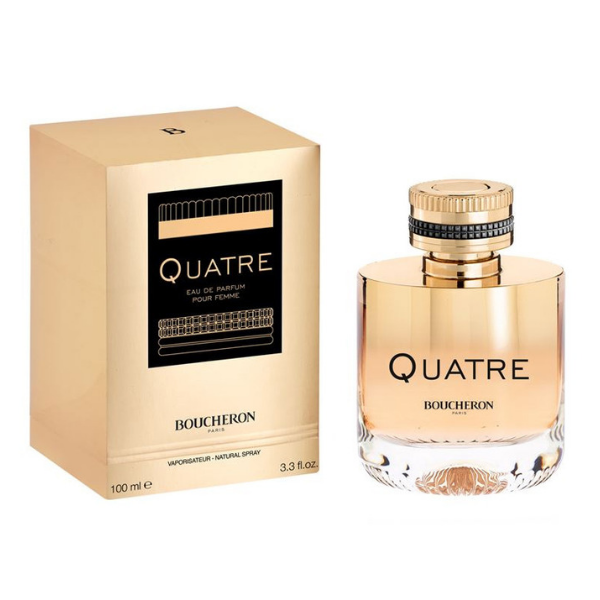 B
QUATRE
EAU DE PARFUM
POUR FEMME
BOUCHERON
PARIS
VAPORISATEUR - NATURAL SPRAY
100 ml ℮
3.3 fl.oz.
QUATRE
BOUCHERON
PARIS